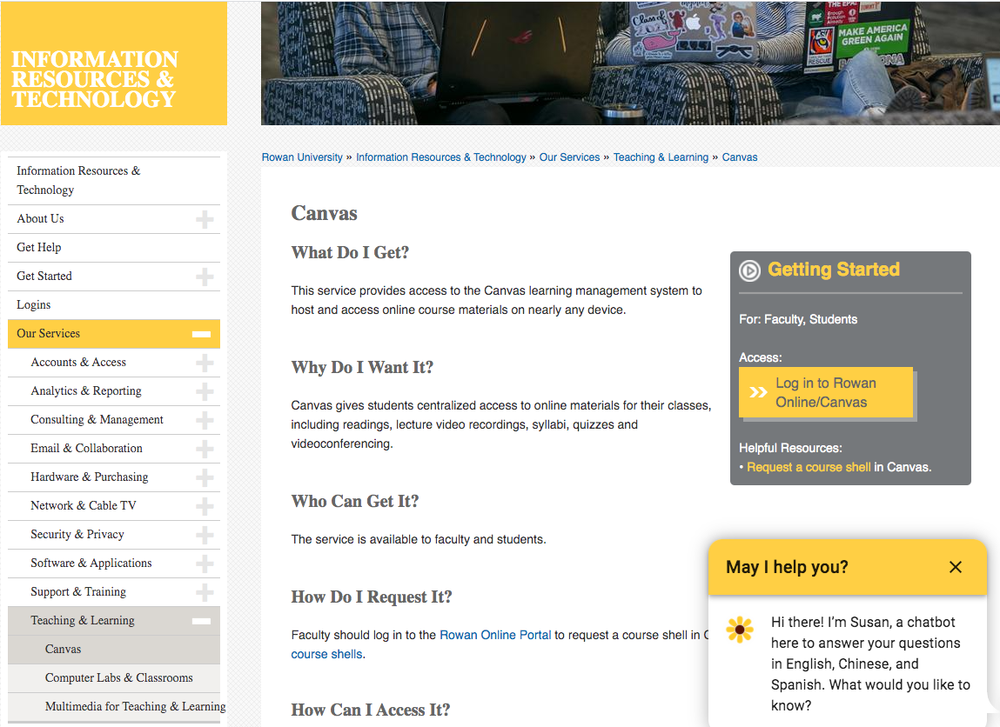 INFORMATION
RESOURCES &
TECHNOLOGY
Class of
THE EPA!
Enough
Pollution
Already
MAKE AMERICA
GREEN AGAIN
RESCUE
Rowan University » Information Resources & Technology » Our Services » Teaching & Learning » Canvas
Information Resources &
Technology
About Us
Get Help
Get Started
Logins
Our Services
Accounts & Access
Analytics & Reporting
Consulting & Management
Email & Collaboration
Hardware & Purchasing
Network & Cable TV
Security & Privacy
Software & Applications
Support & Training
Teaching & Learning
Canvas
Computer Labs & Classrooms
Multimedia for Teaching & Learning
Canvas
What Do I Get?
This service provides access to the Canvas learning management system to
host and access online course materials on nearly any device.
Why Do I Want It?
Canvas gives students centralized access to online materials for their classes,
including readings, lecture video recordings, syllabi, quizzes and
videoconferencing.
Who Can Get It?
The service is available to faculty and students.
How Do I Request It?
Faculty should log in to the Rowan Online Portal to request a course shell in
course shells.
How Can I Access It?
Getting Started
For: Faculty, Students
Access:
Log in to Rowan
Online/Canvas
Helpful Resources:
• Request a course shell in Canvas.
May I help you?
Hi there! I'm Susan, a chatbot
here to answer your questions
in English, Chinese, and
Spanish. What would you like to
know?